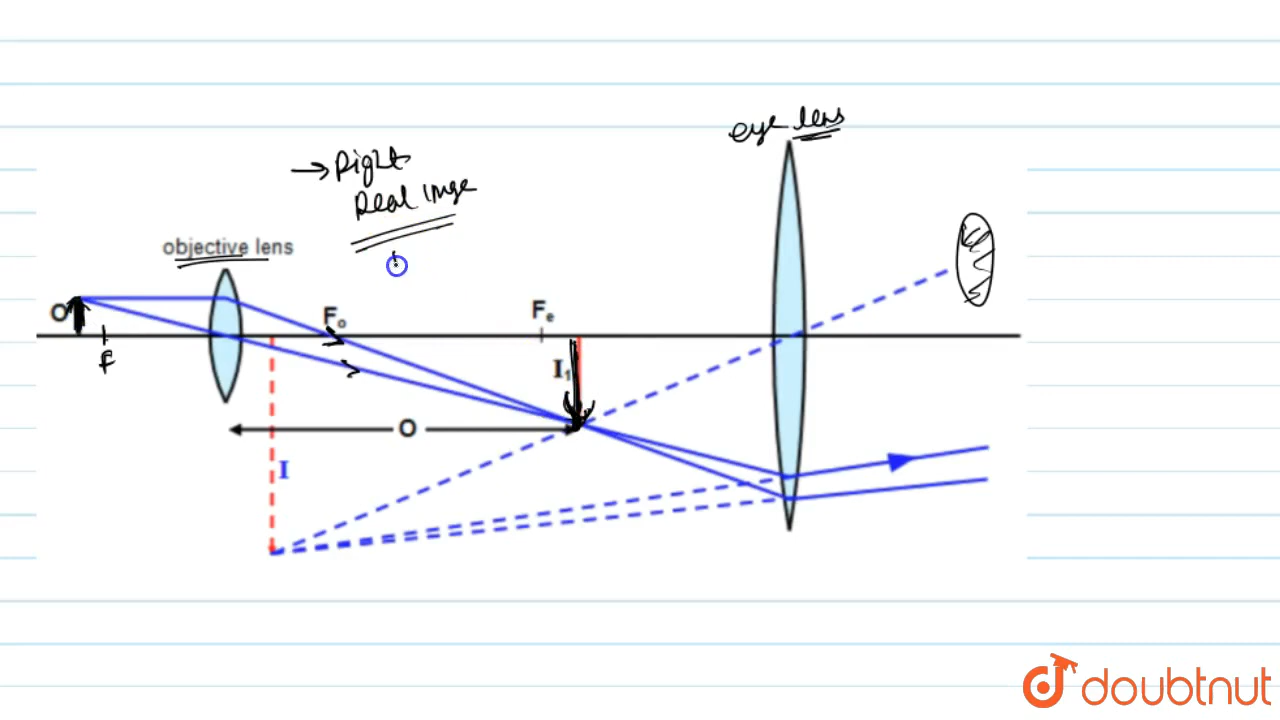 eye lens
→ Right
Real imge
objective lens
O
Fo
Fe
F
I₁
O
I
doubtnut